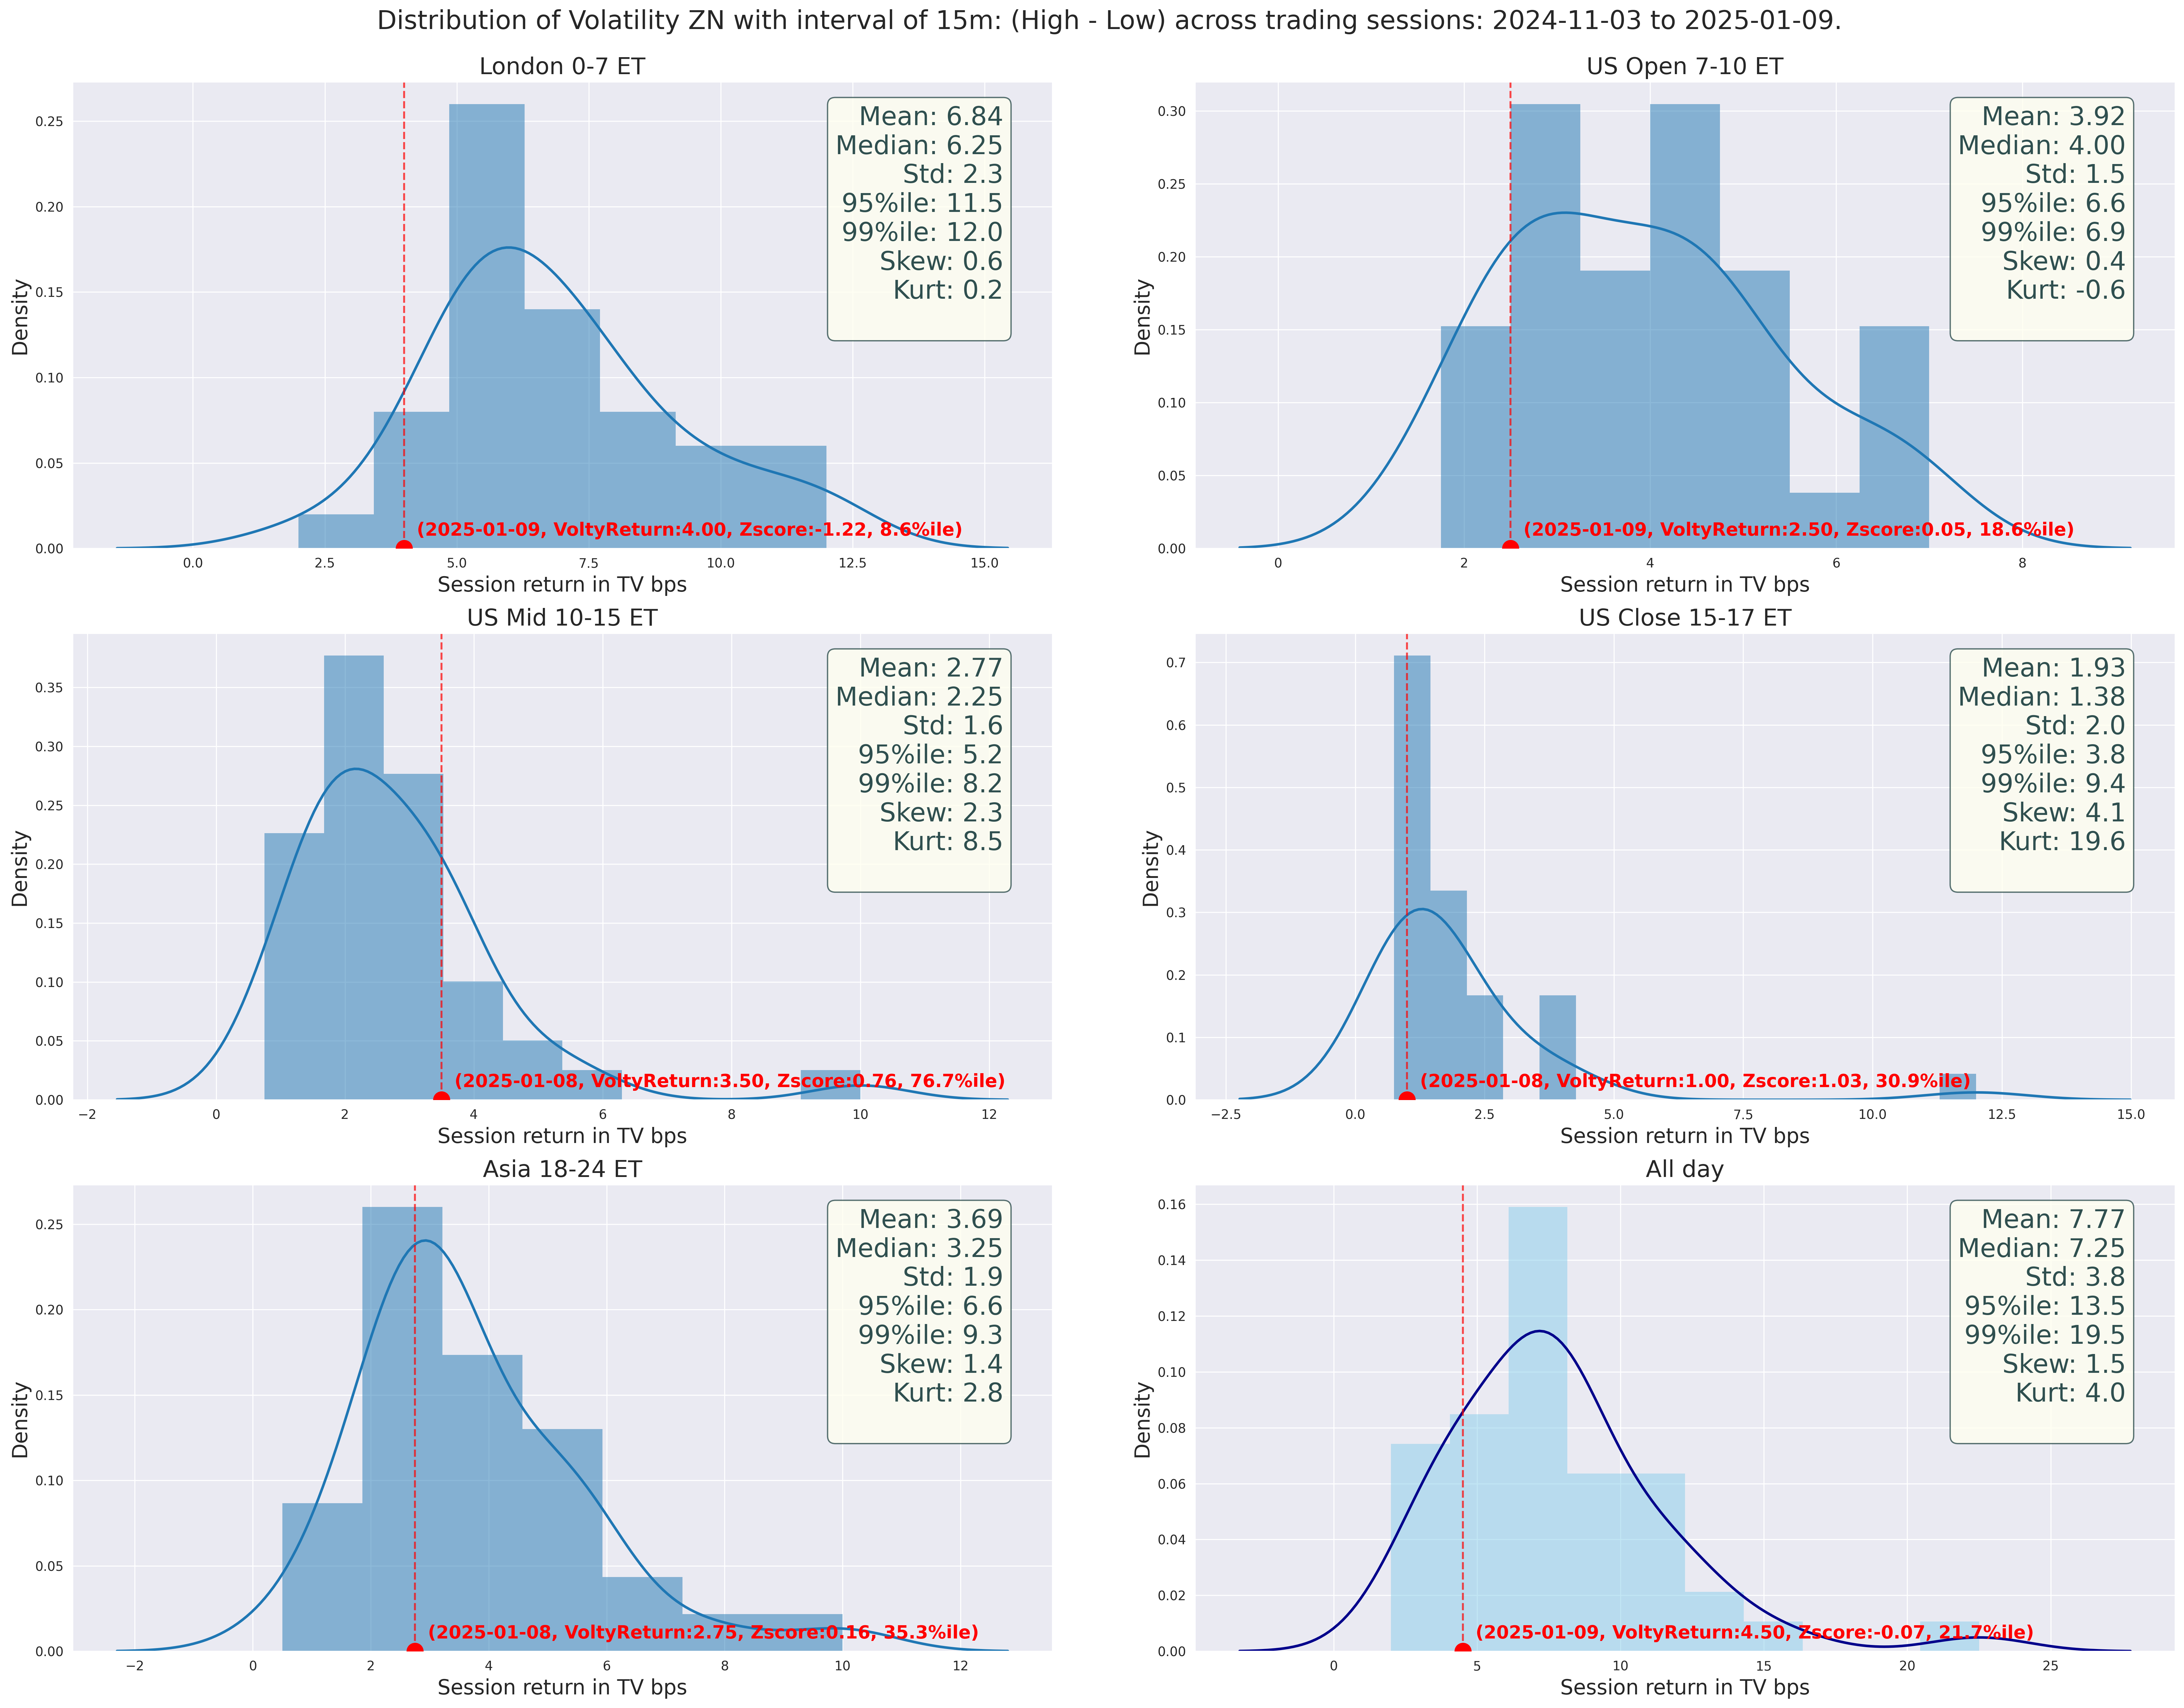 Distribution of Volatility ZN with interval of 15m: (High - Low) across trading sessions: 2024-11-03 to 2025-01-09.
London 0-7 ET
Density
0.25
0.20
0.15
0.10
0.05
0.00
Mean: 6.84
Median: 6.25
Std: 2.3
95%ile: 11.5
99%ile: 12.0
Skew: 0.6
Kurt: 0.2
(2025-01-09, VoltyReturn:4.00, Zscore:-1.22, 8.6%ile)
0.0 2.5 5.0 7.5 10.0 12.5 15.0
Session return in TV bps
US Open 7-10 ET
Density
0.30
0.25
0.20
0.15
0.10
0.05
0.00
Mean: 3.92
Median: 4.00
Std: 1.5
95%ile: 6.6
99%ile: 6.9
Skew: 0.4
Kurt: -0.6
(2025-01-09, VoltyReturn:2.50, Zscore:0.05, 18.6%ile)
0 2 4 6 8
Session return in TV bps
US Mid 10-15 ET
Density
0.35
0.30
0.25
0.20
0.15
0.10
0.05
0.00
Mean: 2.77
Median: 2.25
Std: 1.6
95%ile: 5.2
99%ile: 8.2
Skew: 2.3
Kurt: 8.5
(2025-01-08, VoltyReturn:3.50, Zscore:0.76, 76.7%ile)
−2 0 2 4 6 8 10 12
Session return in TV bps
US Close 15-17 ET
Density
0.7
0.6
0.5
0.4
0.3
0.2
0.1
0.0
Mean: 1.93
Median: 1.38
Std: 2.0
95%ile: 3.8
99%ile: 9.4
Skew: 4.1
Kurt: 19.6
(2025-01-08, VoltyReturn:1.00, Zscore:1.03, 30.9%ile)
−2.5 0.0 2.5 5.0 7.5 10.0 12.5 15.0
Session return in TV bps
Asia 18-24 ET
Density
0.25
0.20
0.15
0.10
0.05
0.00
Mean: 3.69
Median: 3.25
Std: 1.9
95%ile: 6.6
99%ile: 9.3
Skew: 1.4
Kurt: 2.8
(2025-01-08, VoltyReturn:2.75, Zscore:0.16, 35.3%ile)
−2 0 2 4 6 8 10 12
Session return in TV bps
All day
Density
0.16
0.14
0.12
0.10
0.08
0.06
0.04
0.02
0.00
Mean: 7.77
Median: 7.25
Std: 3.8
95%ile: 13.5
99%ile: 19.5
Skew: 1.5
Kurt: 4.0
(2025-01-09, VoltyReturn:4.50, Zscore:-0.07, 21.7%ile)
0 5 10 15 20 25
Session return in TV bps